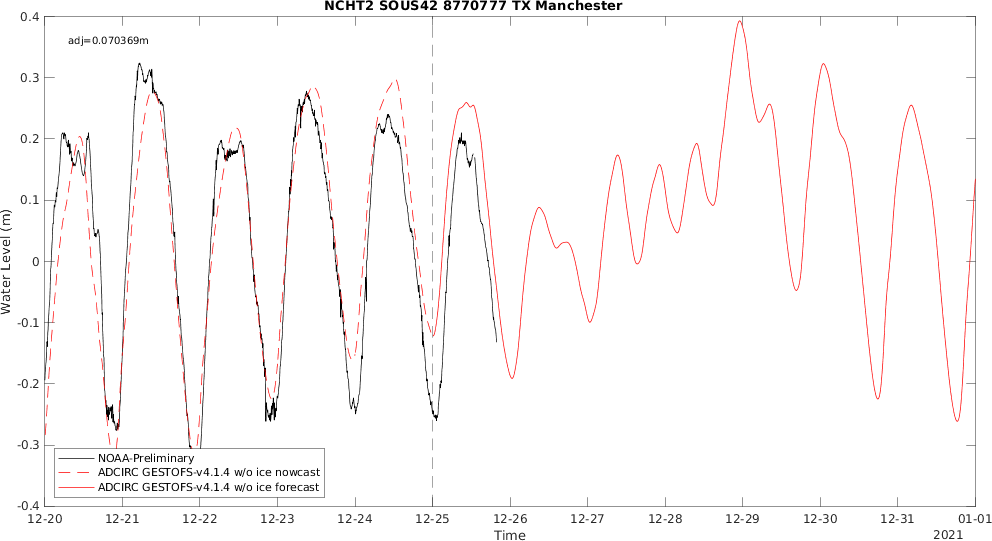 NCHT2 SOUS42 8770777 TX Manchester
adj=0.070369m
Water Level (m)
0.4
0.3
0.2
0.1
0
-0.1
-0.2
-0.3
-0.4
NOAA-Preliminary
ADCIRC GESTOFS-v4.1.4 w/o ice nowcast
ADCIRC GESTOFS-v4.1.4 w/o ice forecast
12-20 12-21 12-22 12-23 12-24 12-25 12-26 12-27 12-28 12-29 12-30 12-31 01-01
Time
2021